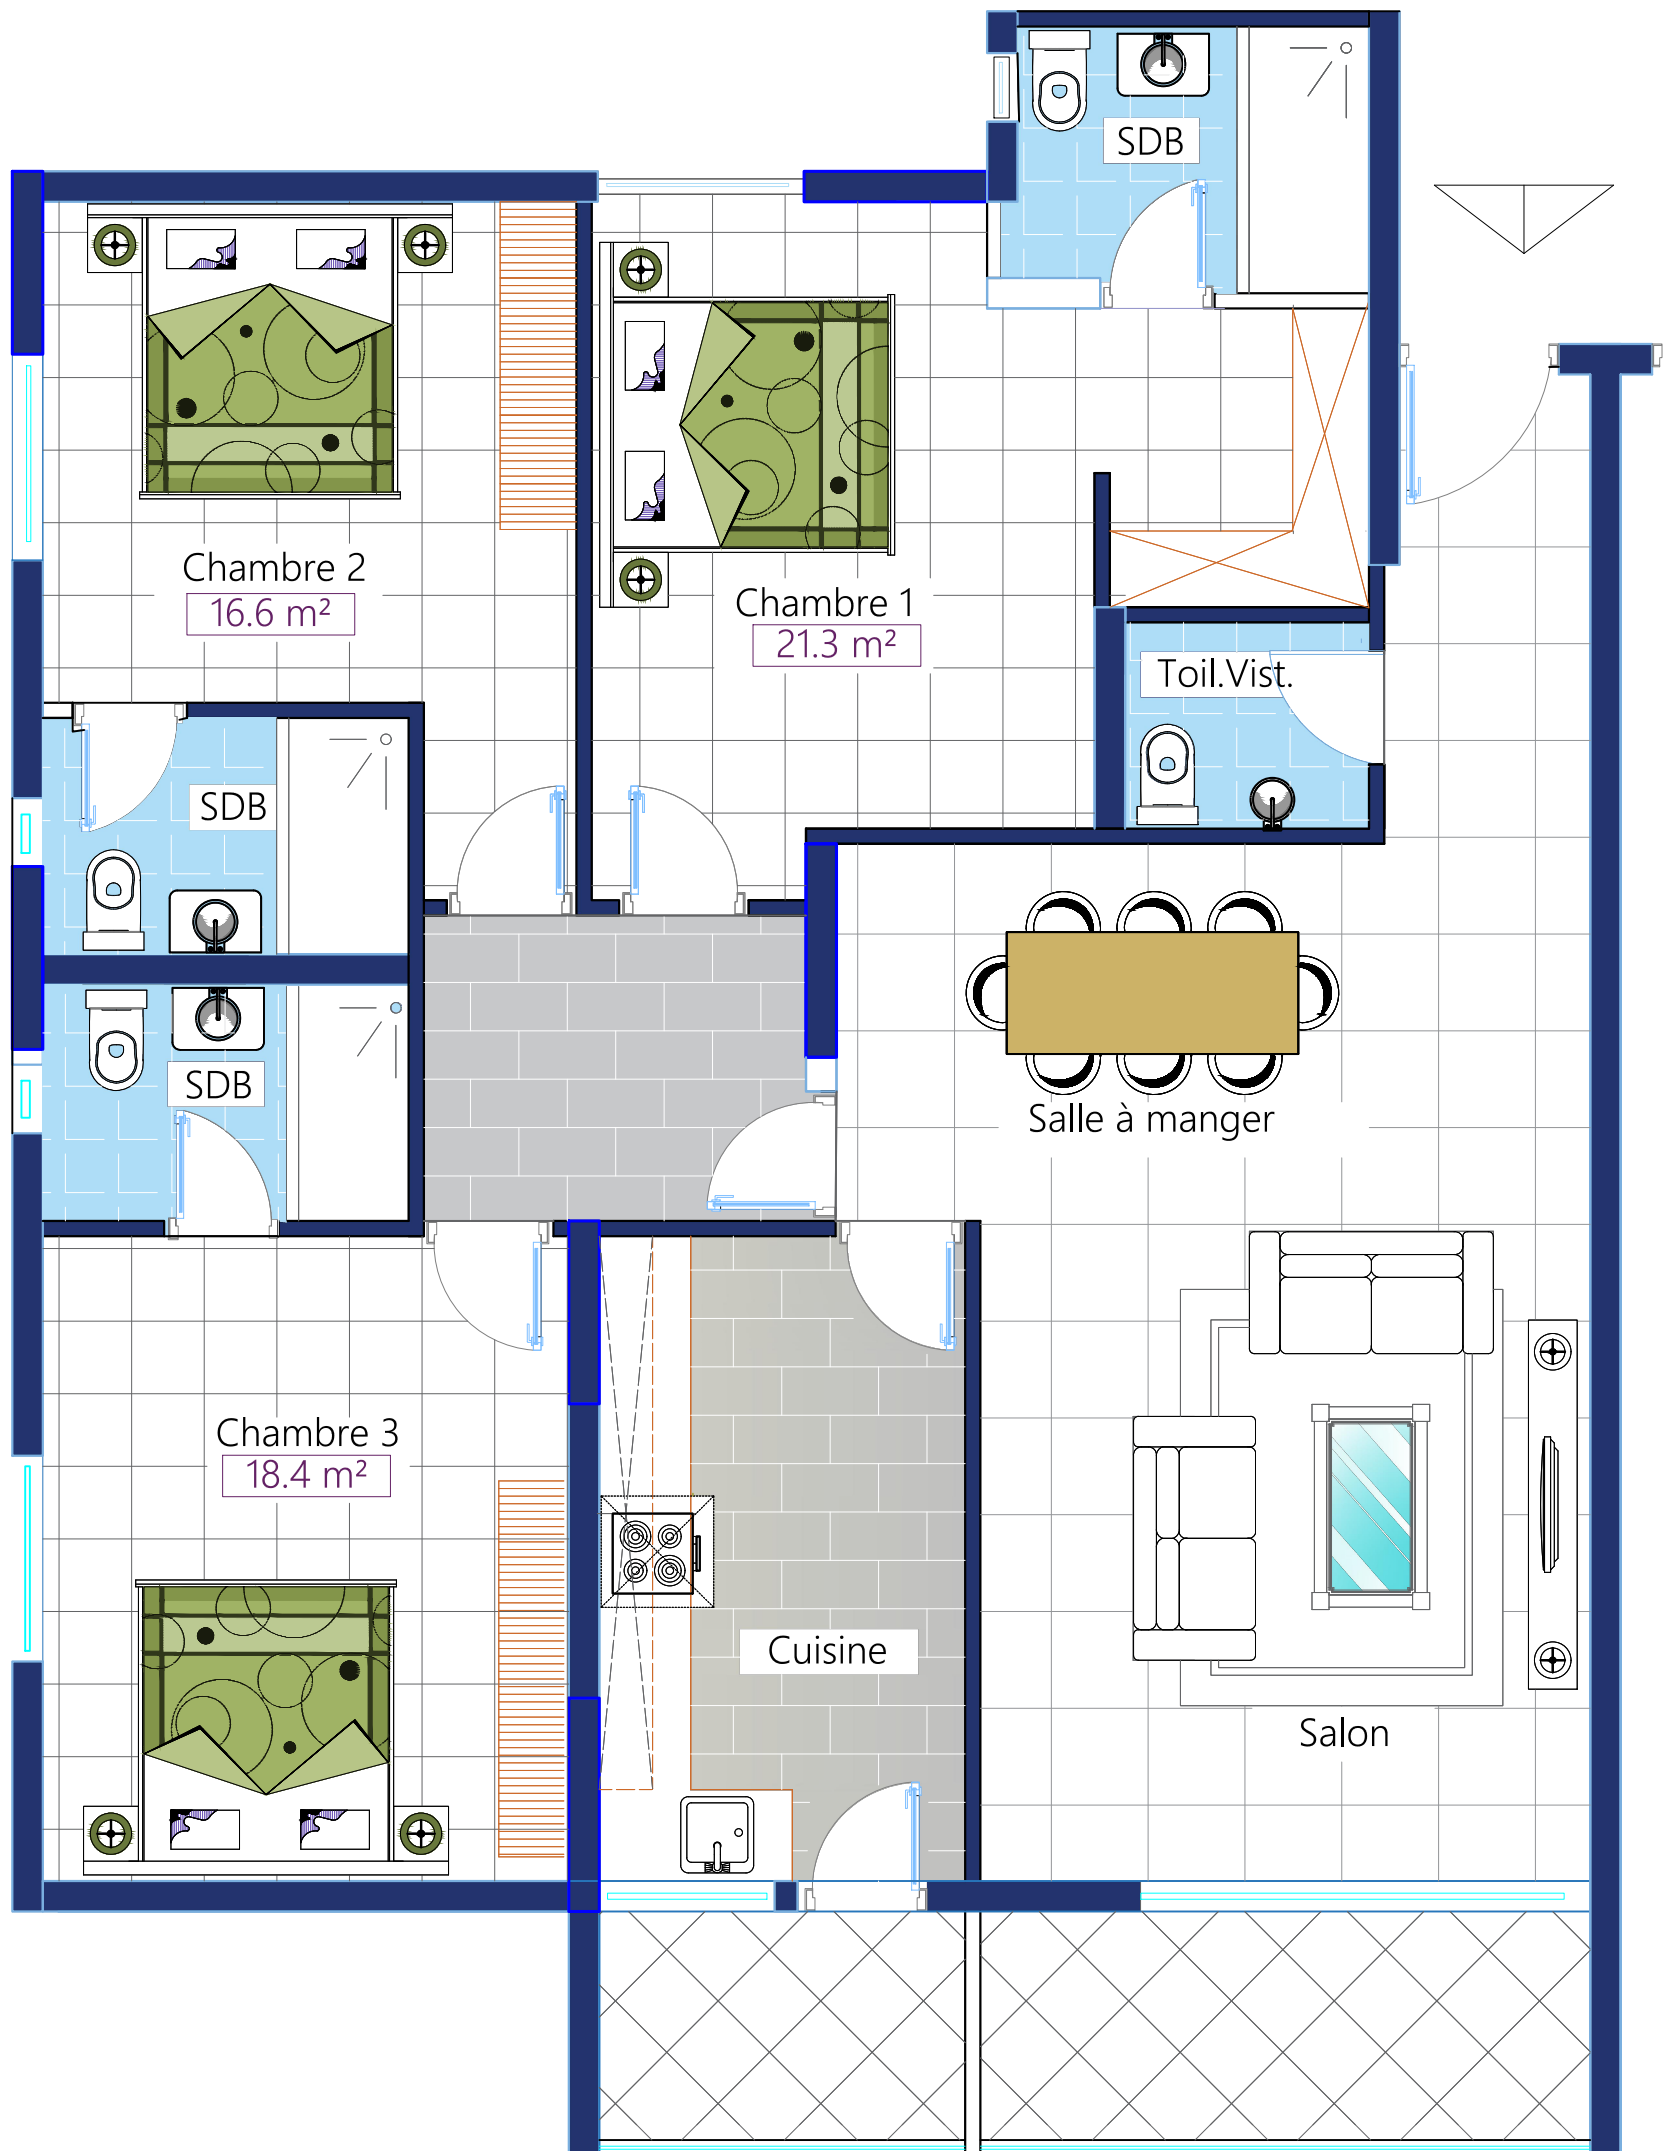 SDB
Chambre 2
16.6 m²
Chambre 1
21.3 m²
Toil.Vist.
SDB
SDB
Salle à manger
Chambre 3
18.4 m²
Cuisine
Salon